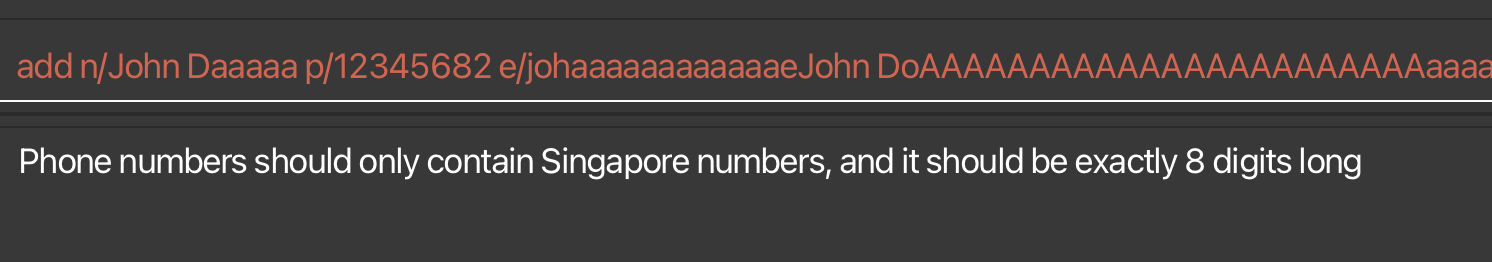 add n/John Daaaaa p/12345682 e/johaaaaaaaaaaaaeJohn DoAAAAAAAAAAAAAAAAAAAAAAAaaaa
Phone numbers should only contain Singapore numbers, and it should be exactly 8 digits long